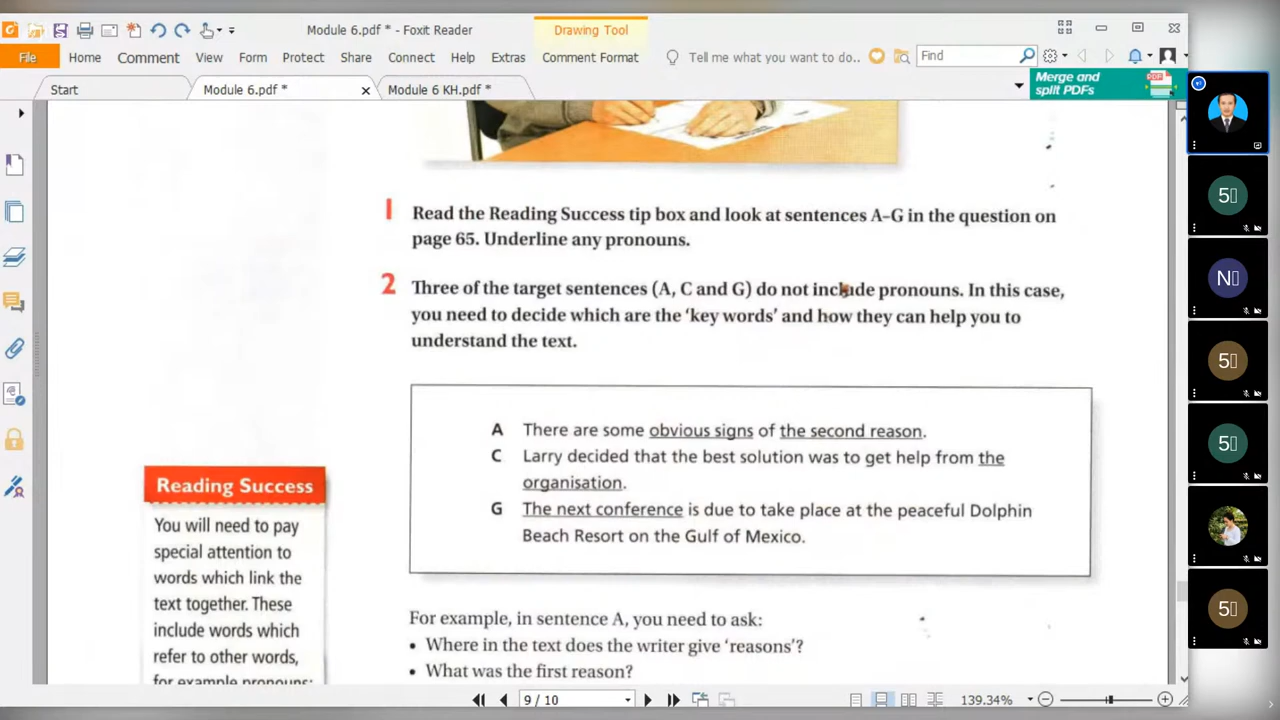 Module 6.pdf * - Foxit Reader
Drawing Tool
File
Home
Comment
View
Form
Protect
Share
Connect
Help
Extras
Comment Format
Tell me what you want to do..
Find
Start
Module 6.pdf *
Module 6 KH.pdf *
Merge and
split PDFs
PDF
1 Read the Reading Success tip box and look at sentences A–G in the question on
page 65. Underline any pronouns.
2 Three of the target sentences (A, C and G) do not include pronouns. In this case,
you need to decide which are the ‘key words’ and how they can help you to
understand the text.
A There are some obvious signs of the second reason.
C Larry decided that the best solution was to get help from the
organisation.
G The next conference is due to take place at the peaceful Dolphin
Beach Resort on the Gulf of Mexico.
Reading Success
You will need to pay
special attention to
words which link the
text together. These
include words which
refer to other words,
for example pronouns:
For example, in sentence A, you need to ask:
• Where in the text does the writer give ‘reasons’?
• What was the first reason?
9 / 10
139.34%
5
N
5
5
5